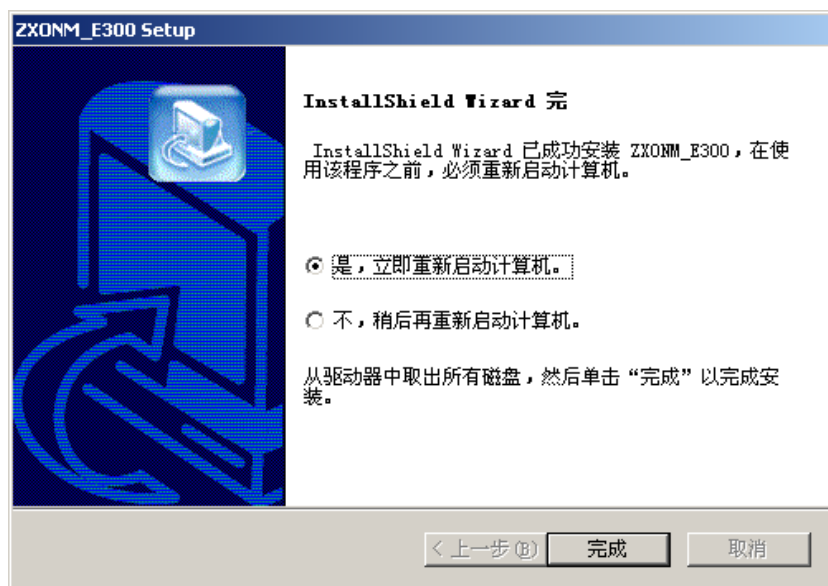 ZXONM_E300 Setup
InstallShield Wizard 完
InstallShield Wizard 已成功安装 ZXONM_E300，在使
用该程序之前，必须重新启动计算机。
是，立即重新启动计算机。
不，稍后再重新启动计算机。
从驱动器中取出所有磁盘，然后单击“完成”以完成安
装。
< 上一步(B)
完成
取消